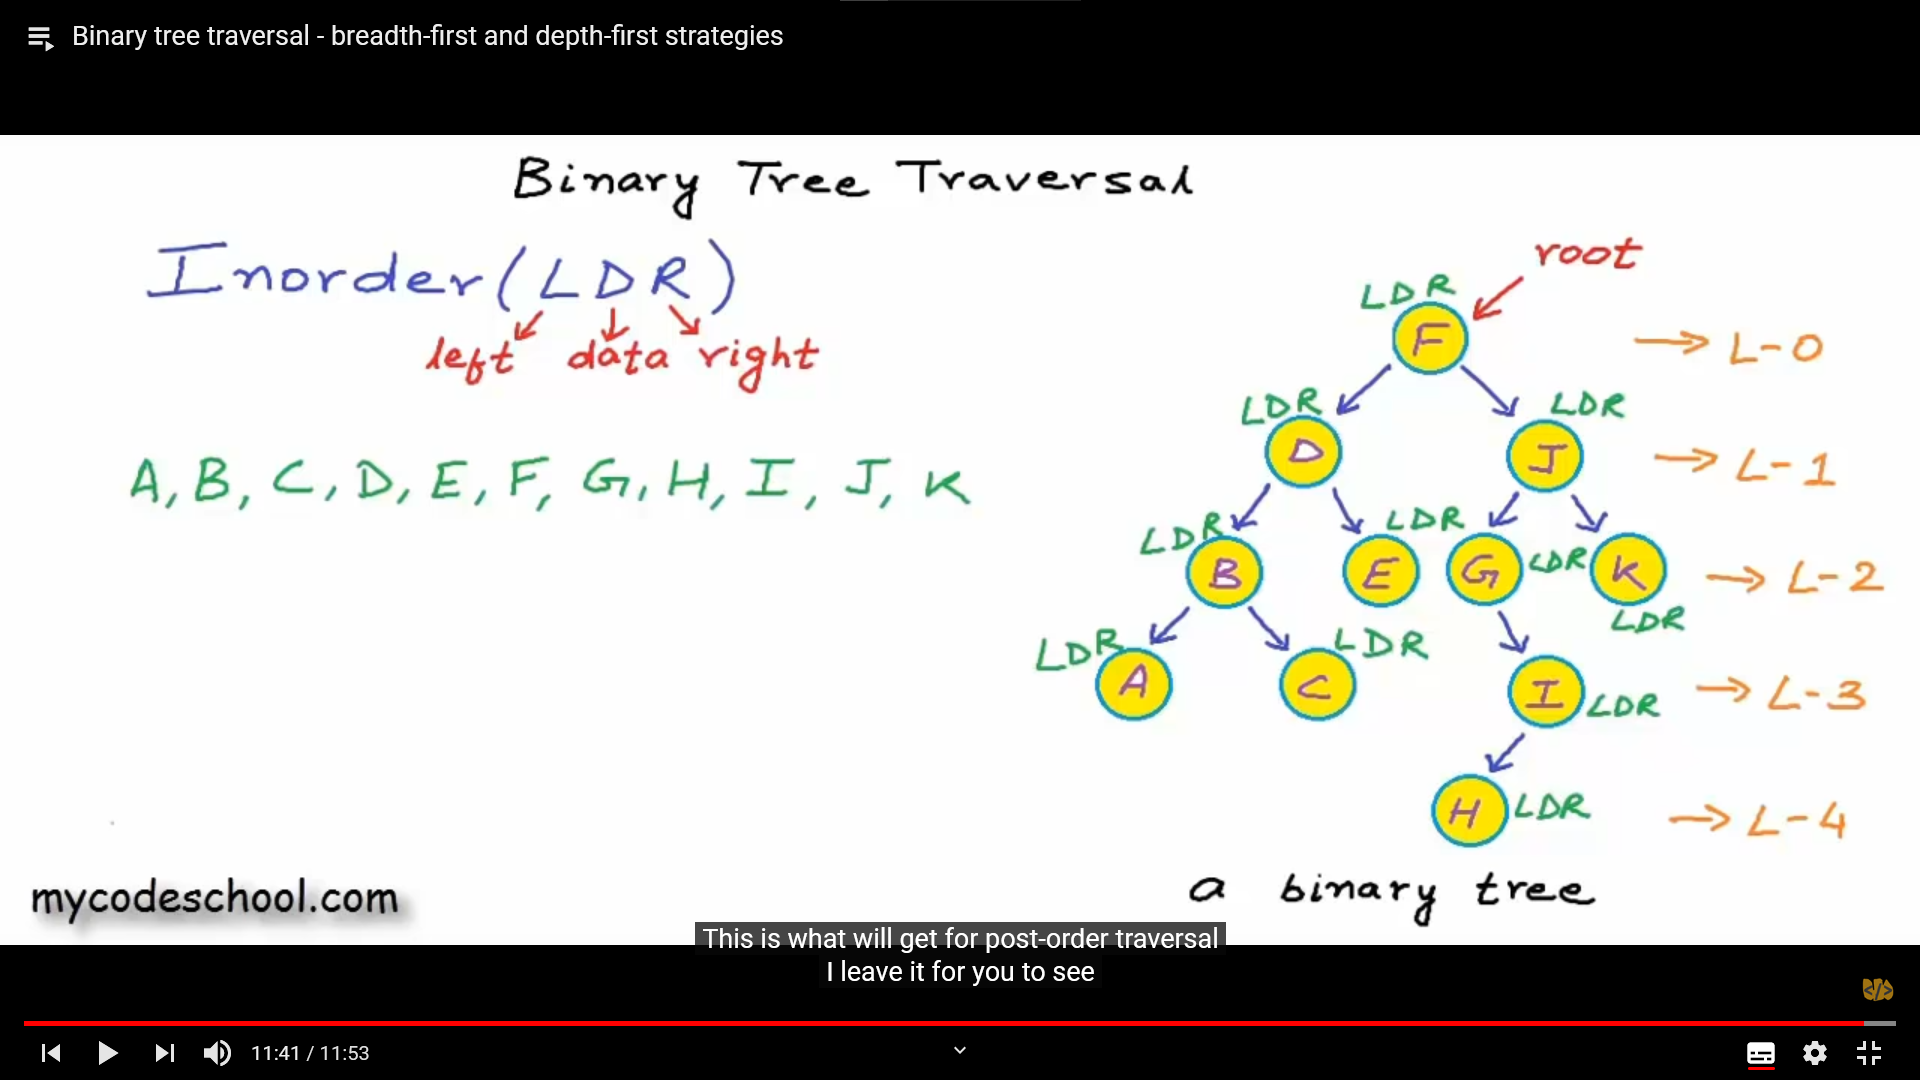 Binary tree traversal - breadth-first and depth-first strategies
Binary Tree Traversal
Inorder(LDR)
left data right
A, B, C, D, E, F, G, H, I, J, K
root
LDR
F
→ L-0
LDR
LDR
D
J
→ L-1
LDR
LDR
B
E
G
LDR
K
→ L-2
LDR
LDR
LDR
A
C
I
LDR
→ L-3
H
LDR
→ L-4
a binary tree
mycodeschool.com
This is what will get for post-order traversal
I leave it for you to see
</>
11:41 / 11:53